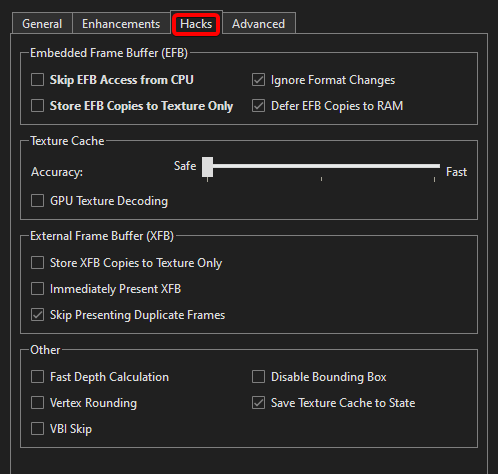 General Enhancements Hacks Advanced
Embedded Frame Buffer (EFB)
Skip EFB Access from CPU Ignore Format Changes
Store EFB Copies to Texture Only Defer EFB Copies to RAM
Texture Cache
Accuracy: Safe Fast
GPU Texture Decoding
External Frame Buffer (XFB)
Store XFB Copies to Texture Only
Immediately Present XFB
Skip Presenting Duplicate Frames
Other
Fast Depth Calculation Disable Bounding Box
Vertex Rounding Save Texture Cache to State
VBI Skip